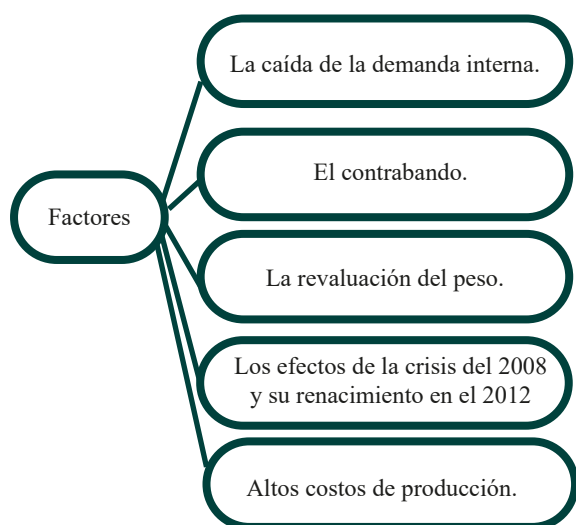 La caída de la demanda interna.
El contrabando.
Factores
La revaluación del peso.
Los efectos de la crisis del 2008
y su renacimiento en el 2012
Altos costos de producción.